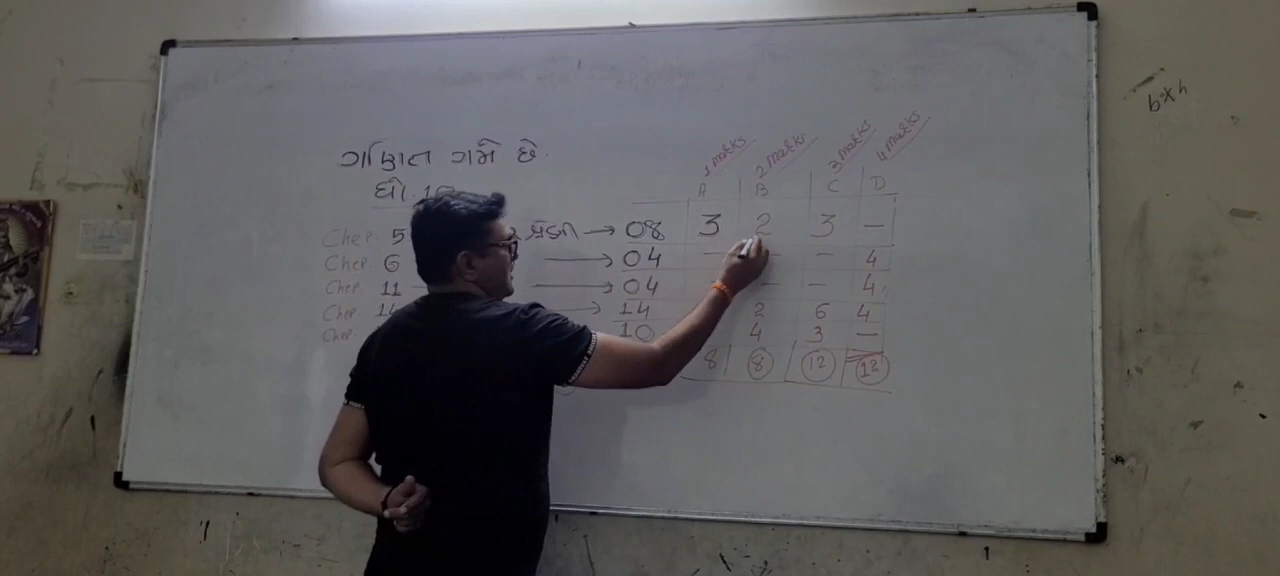 ગણિત ગમે છે.
ધો. 10
1 marks 2 marks 3 marks 4 marks
A B C D
Chep. 5 શ્રેણી → 08 3 2 3 —
Chep. 6 → 04 — — — 4
Chep. 11 → 04 — — 4
Chep. 14 → 14 2 6 4
Chep. 10 4 3 —
8 8 12 12
b×h